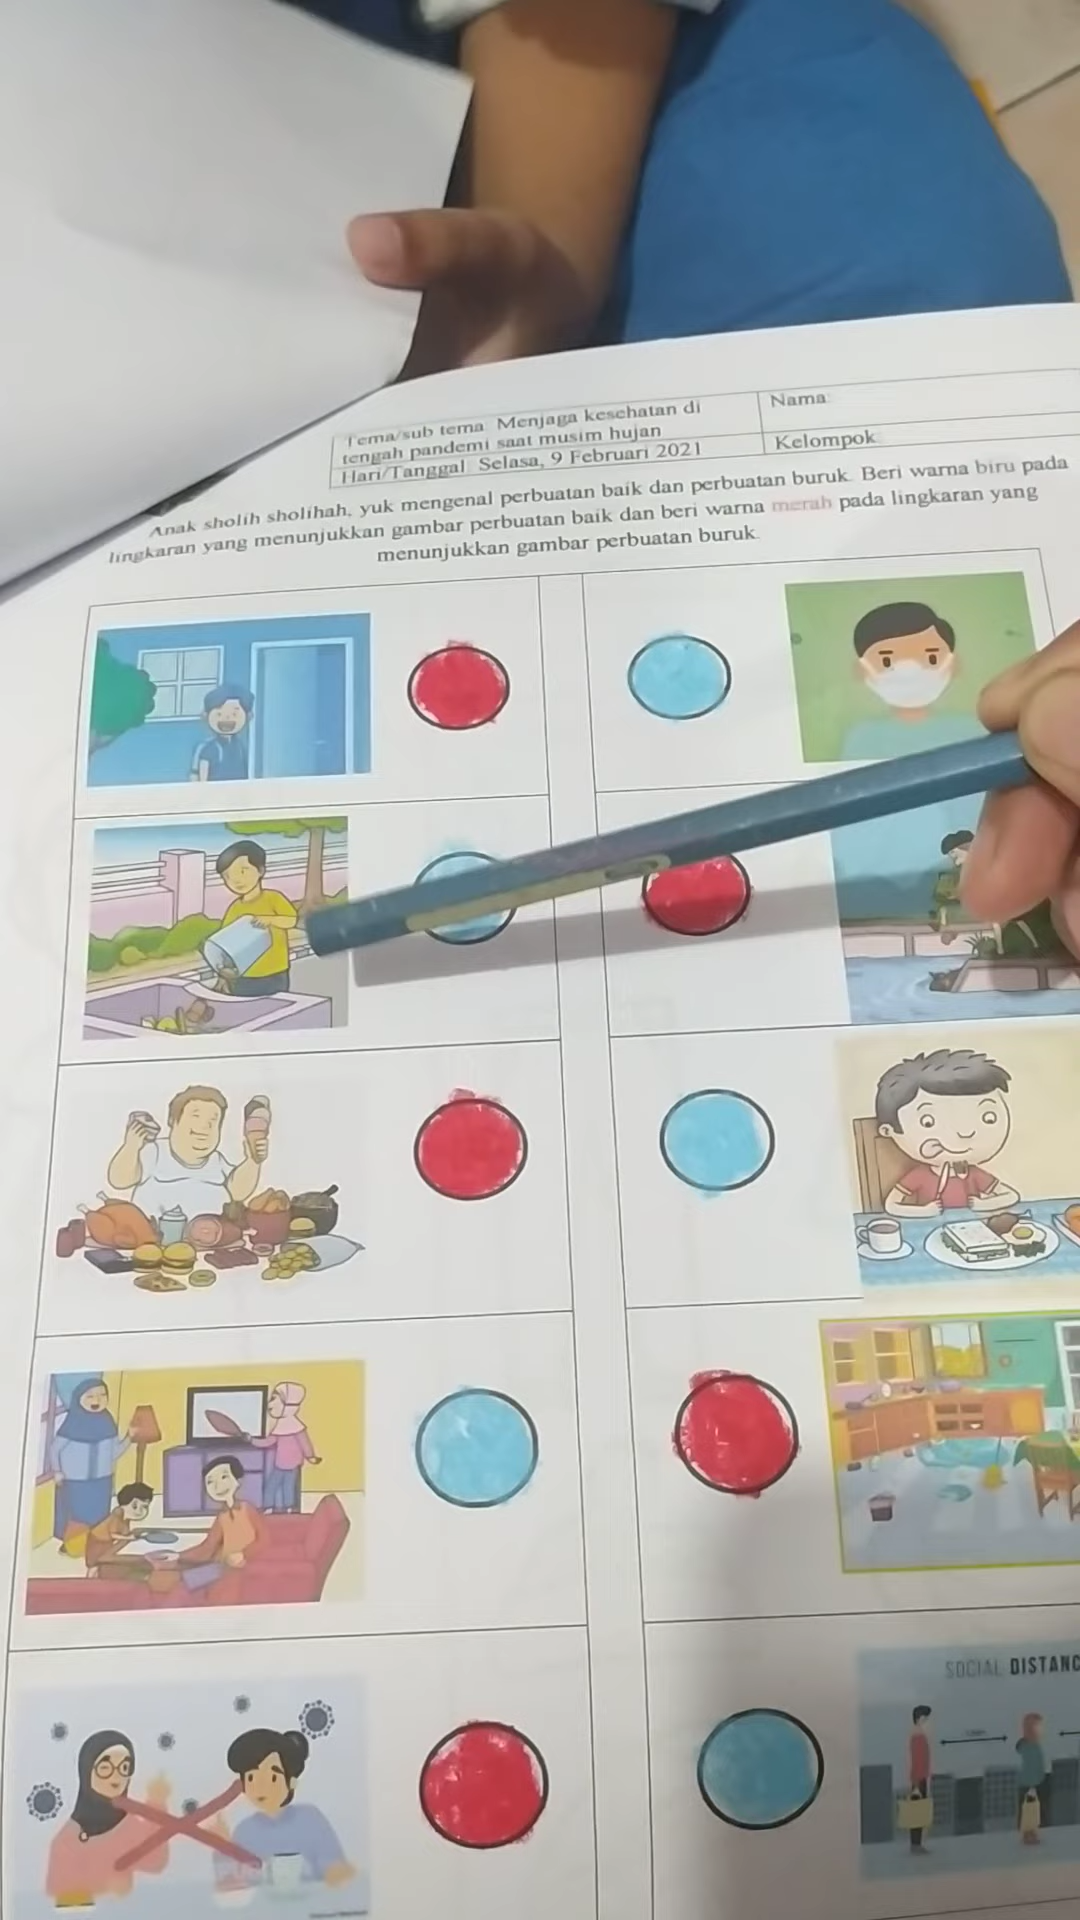 Tema/sub tema Menjaga kesehatan di
tengah pandemi saat musim hujan
Nama
Hari/Tanggal Selasa, 9 Februari 2021
Kelompok
Anak sholih sholihah, yuk mengenal perbuatan baik dan perbuatan buruk. Beri warna biru pada
lingkaran yang menunjukkan gambar perbuatan baik dan beri warna merah pada lingkaran yang
menunjukkan gambar perbuatan buruk.
SOCIAL DISTANC